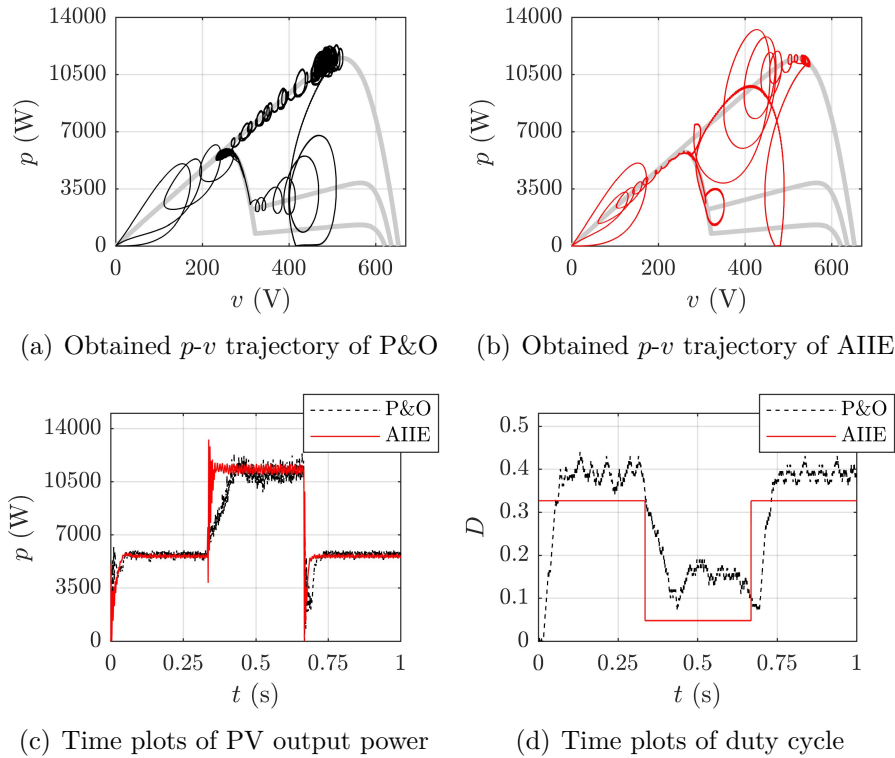 14000
10500
7000
3500
0
p (W)
0 200 400 600
v (V)
(a) Obtained p-v trajectory of P&O
14000
10500
7000
3500
0
p (W)
0 200 400 600
v (V)
(b) Obtained p-v trajectory of AIIE
P&O
AIIE
14000
10500
7000
3500
0
p (W)
0 0.25 0.5 0.75 1
t (s)
(c) Time plots of PV output power
P&O
AIIE
0.5
0.4
0.3
0.2
0.1
0
D
0 0.25 0.5 0.75 1
t (s)
(d) Time plots of duty cycle